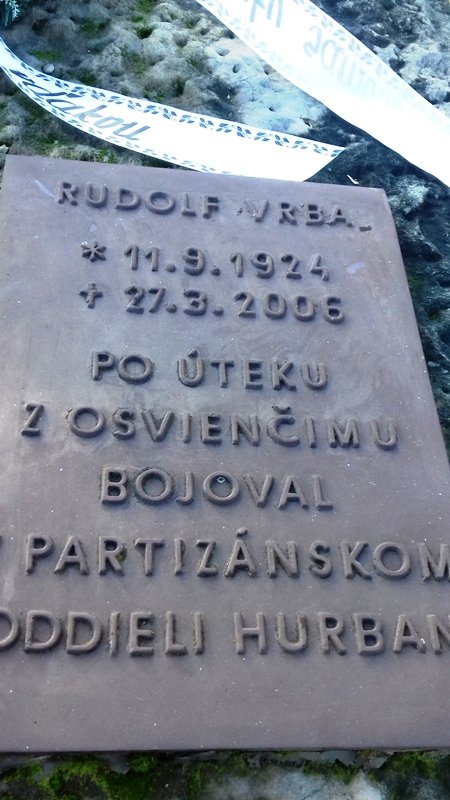 RUDOLF VRBA
* 11.9.1924
✝ 27.3.2006
PO ÚTEKU
Z OSVIENČIMU
BOJOVAL
PARTIZÁNSKOM
ODDIELI HURBAN